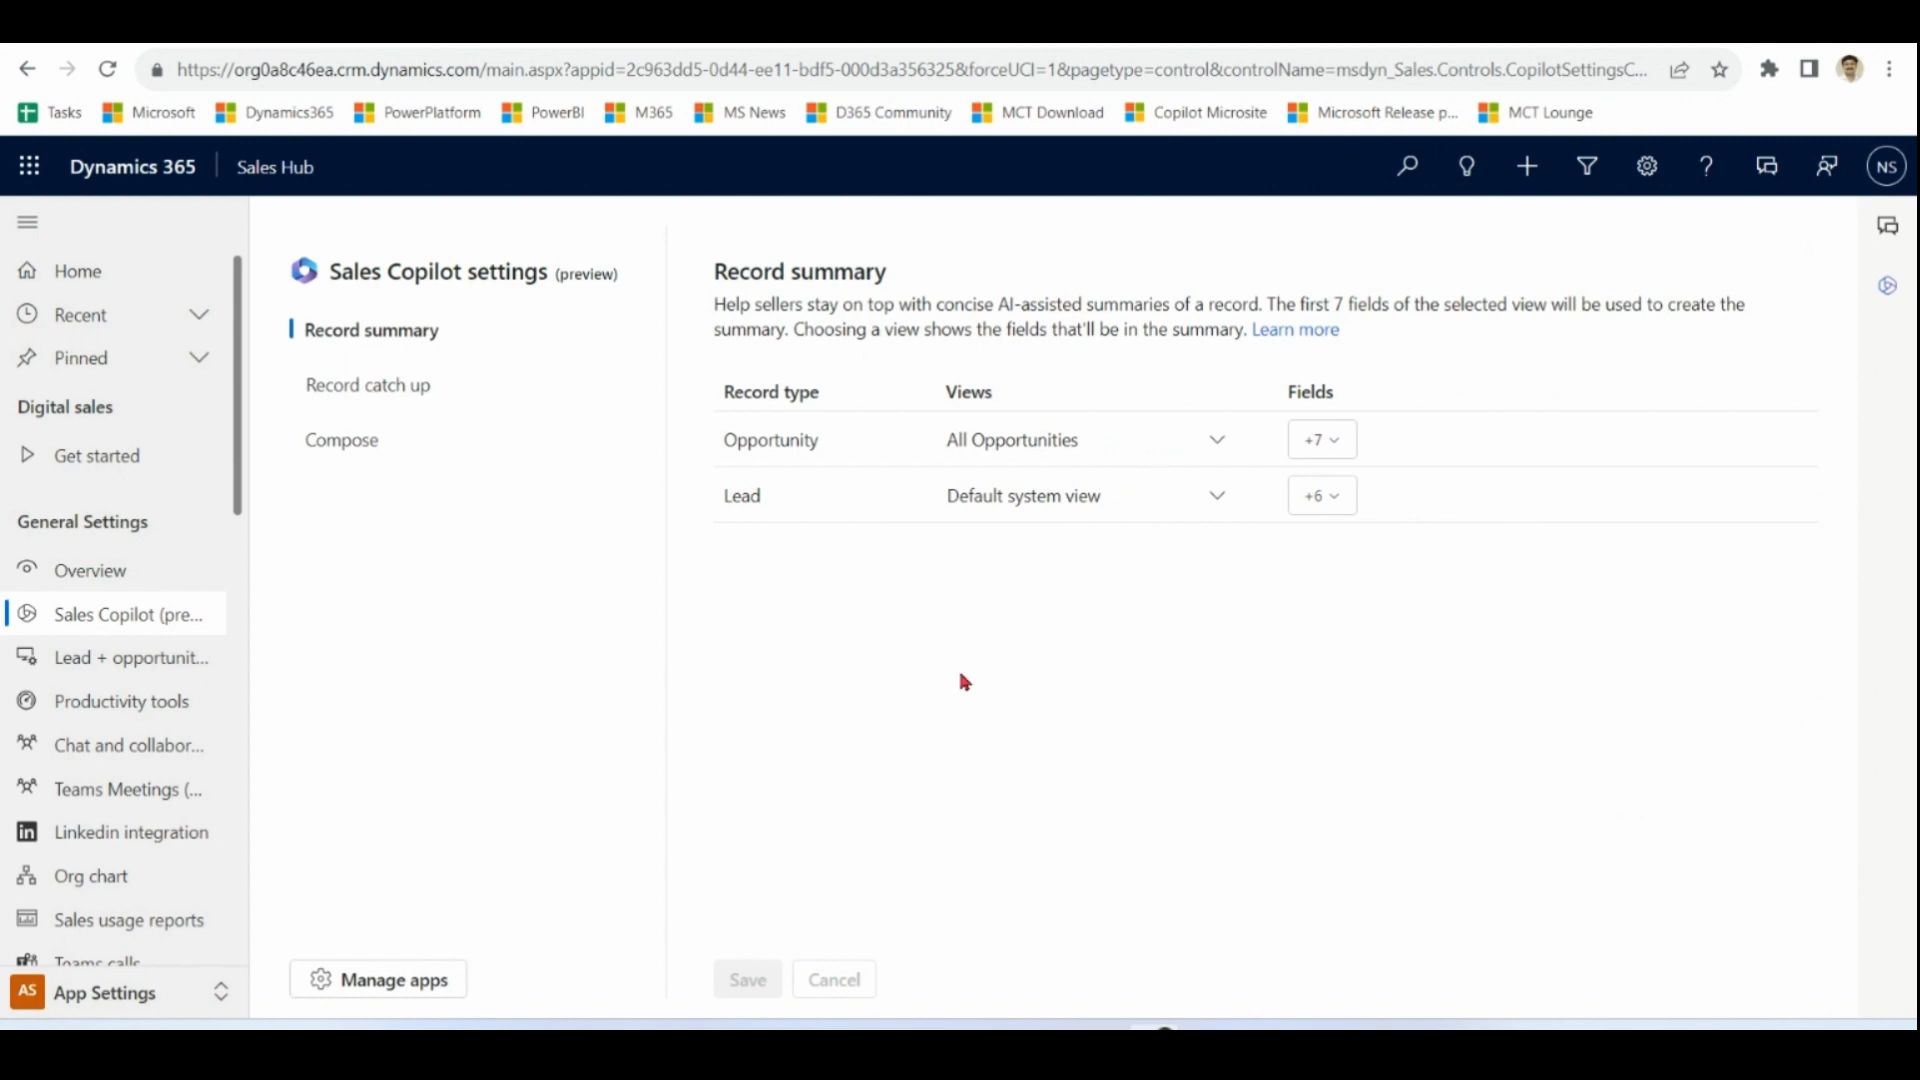 https://org0a8c46ea.crm.dynamics.com/main.aspx?appid=2c963dd5-0d44-ee11-bdf5-000d3a356325&forceUCI=1&pagetype=control&controlName=msdyn_Sales.Controls.CopilotSettingsC...
Tasks Microsoft Dynamics365 PowerPlatform PowerBI M365 MS News D365 Community MCT Download Copilot Microsite Microsoft Release p... MCT Lounge
Dynamics 365 Sales Hub NS
Home
Recent
Pinned
Digital sales
Get started
General Settings
Overview
Sales Copilot (pre...
Lead + opportunit...
Productivity tools
Chat and collabor...
Teams Meetings (...
in Linkedin integration
Org chart
Sales usage reports
Teams calls
AS App Settings
Sales Copilot settings (preview)
Record summary
Record catch up
Compose
Manage apps
Record summary
Help sellers stay on top with concise AI-assisted summaries of a record. The first 7 fields of the selected view will be used to create the
summary. Choosing a view shows the fields that'll be in the summary. Learn more
Record type Views Fields
Opportunity All Opportunities +7
Lead Default system view +6
Save Cancel